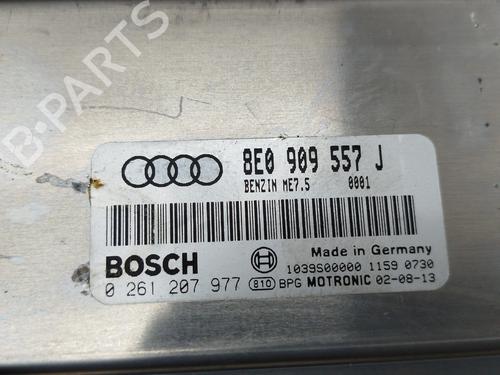 B-PARTS
8E0 909 557 J
BENZIN ME7.5 0001
BOSCH
Made in Germany
1039S00000 1159 0730
0 261 207 977 810 BPG MOTRONIC 02-08-13